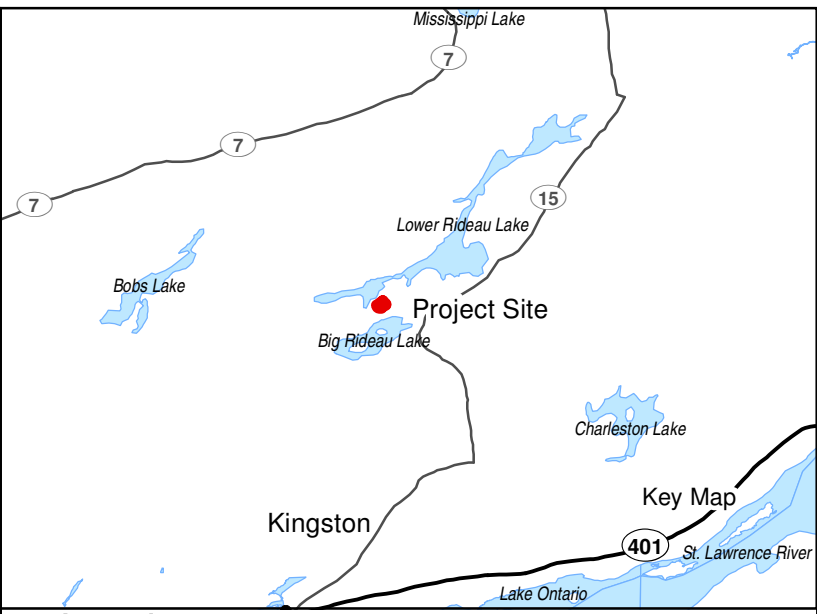 Mississippi Lake
7
7
7
15
Lower Rideau Lake
Bobs Lake
Project Site
Big Rideau Lake
Charleston Lake
Key Map
Kingston
401
St. Lawrence River
Lake Ontario